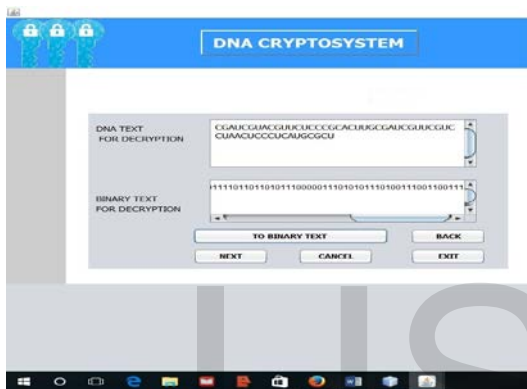 DNA CRYPTOSYSTEM
DNA TEXT
FOR DECRYPTION
CGAUCGUACGUUCUCCCGCACUUGCGAUCGUUCGUC
CUAACUCCCUCAUGCGCU
BINARY TEXT
FOR DECRYPTION
TO BINARY TEXT
BACK
NEXT
CANCEL
EXIT